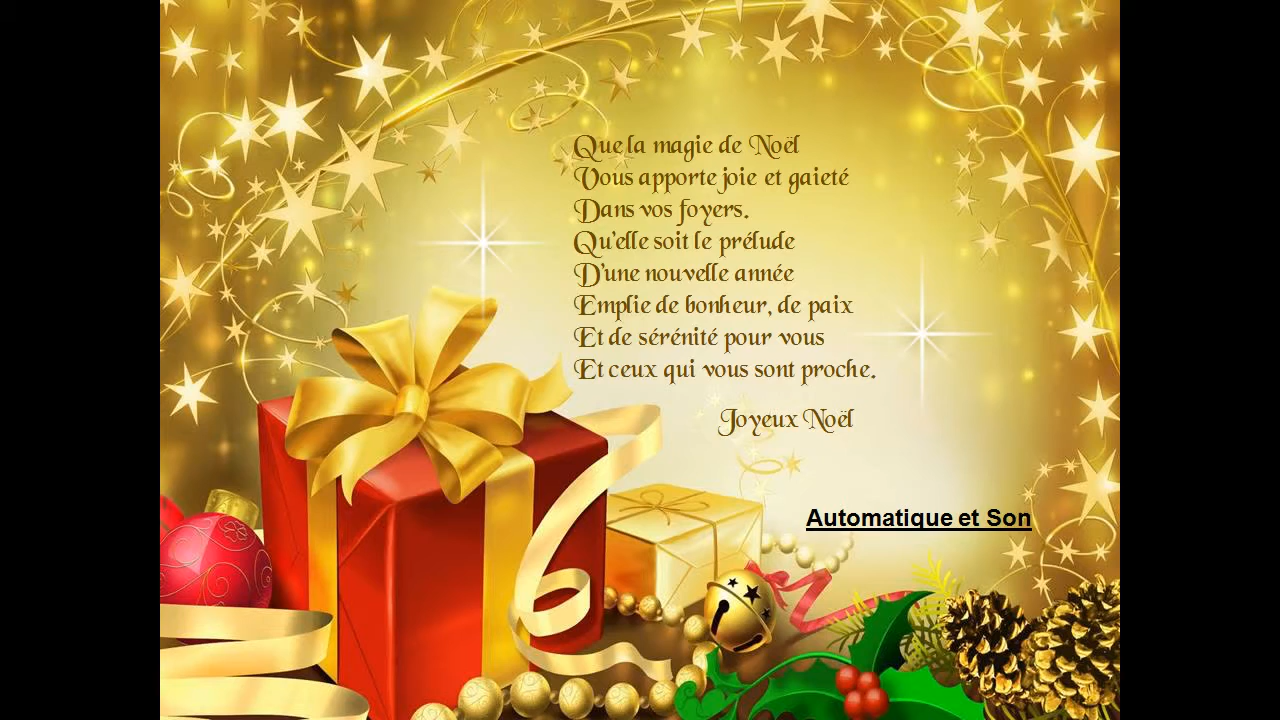 Que la magie de Noël
Vous apporte joie et gaieté
Dans vos foyers.
Qu'elle soit le prélude
D'une nouvelle année
Emplie de bonheur, de paix
Et de sérénité pour vous
Et ceux qui vous sont proche.
Joyeux Noël
Automatique et Son